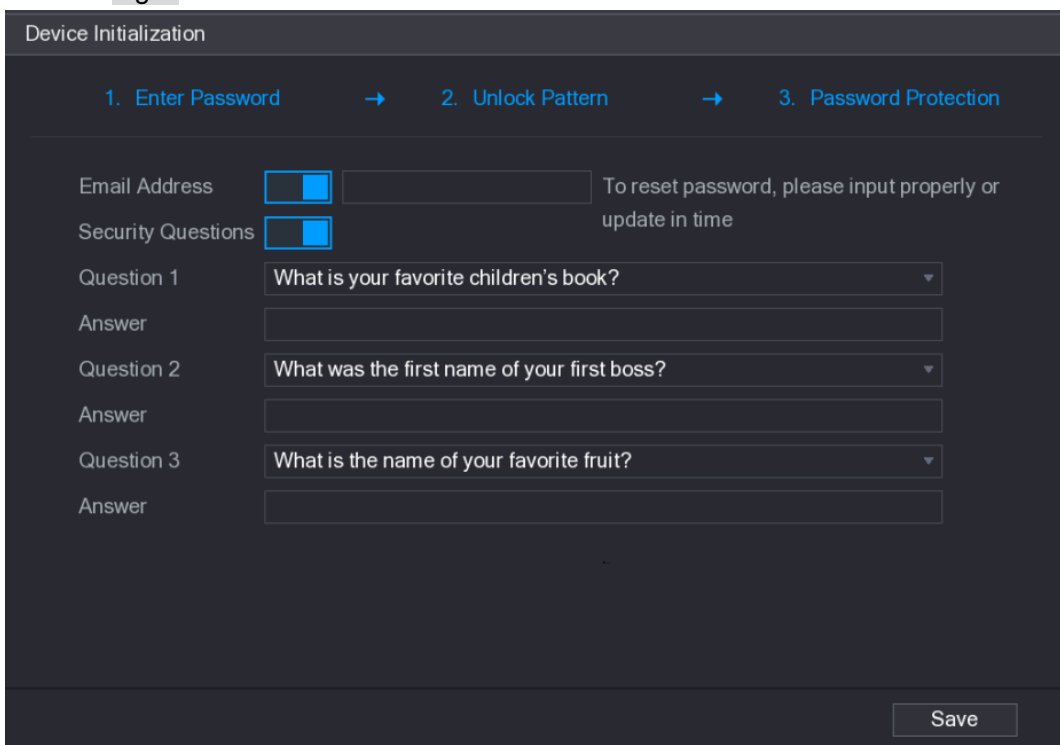 Device Initialization
1. Enter Password → 2. Unlock Pattern → 3. Password Protection
Email Address To reset password, please input properly or
update in time
Security Questions
Question 1 What is your favorite children's book?
Answer
Question 2 What was the first name of your first boss?
Answer
Question 3 What is the name of your favorite fruit?
Answer
Save